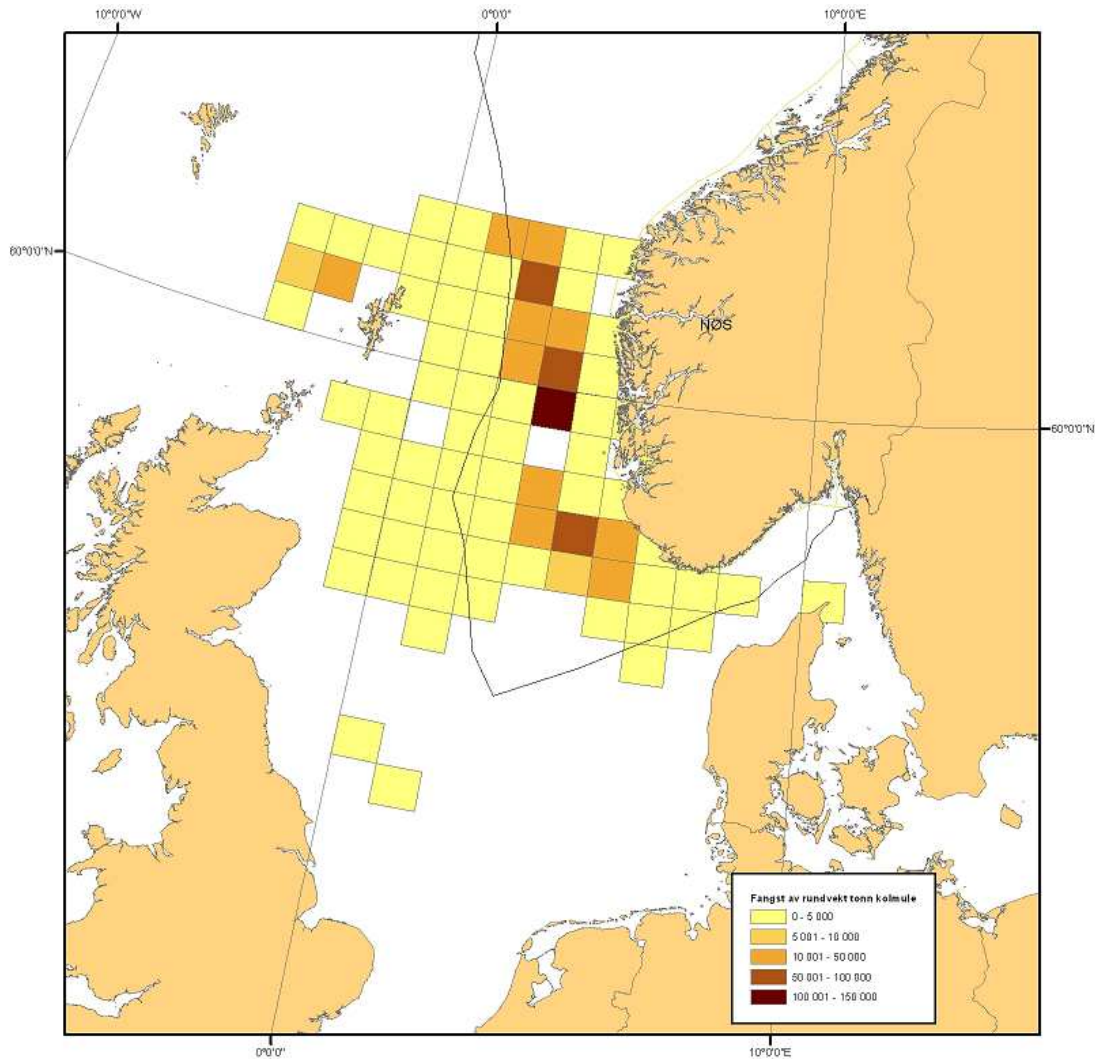 10°0'0"W
0°0'0"
10°0'0"E
60°0'0"N
NØS
60°0'0"N
Fangst av rundvekt tonn kolmule
0 - 5 000
5 001 - 10 000
10 001 - 50 000
50 001 - 100 000
100 001 - 150 000
0°0'0"
10°0'0"E